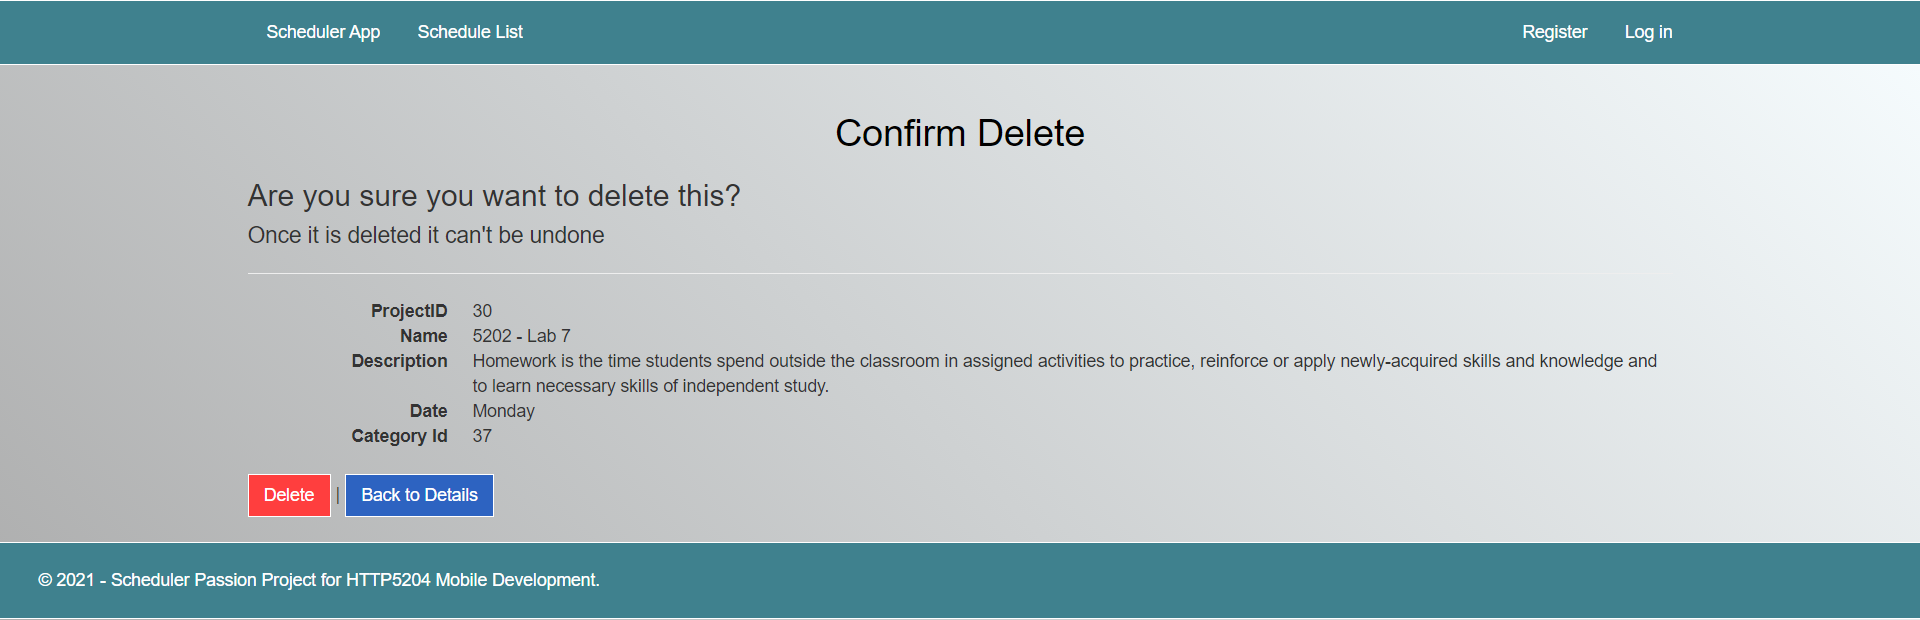 Scheduler App Schedule List Register Log in
Confirm Delete
Are you sure you want to delete this?
Once it is deleted it can't be undone
ProjectID 30
Name 5202 - Lab 7
Description Homework is the time students spend outside the classroom in assigned activities to practice, reinforce or apply newly-acquired skills and knowledge and
to learn necessary skills of independent study.
Date Monday
Category Id 37
Delete | Back to Details
© 2021 - Scheduler Passion Project for HTTP5204 Mobile Development.